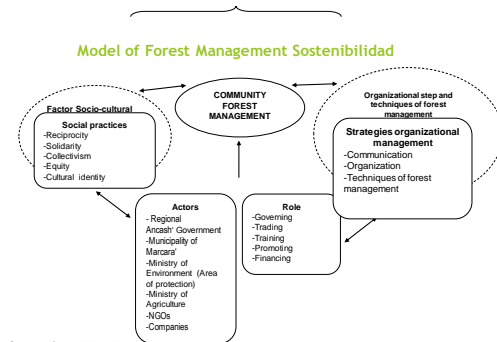 Model of Forest Management Sostenibilidad
COMMUNITY
FOREST
MANAGEMENT
Factor Socio-cultural
Social practices
-Reciprocity
-Solidarity
-Collectivism
-Equity
-Cultural identity
Organizational step and
techniques of forest
management
Strategies organizational
management
-Communication
-Organization
-Techniques of forest
management
Actors
- Regional
Ancash' Government
-Municipality of
Marcara'
-Ministry of
Environment (Area
of protection)
-Ministry of
Agriculture
-NGOs
-Companies
Role
-Governing
-Trading
-Training
-Promoting
-Financing